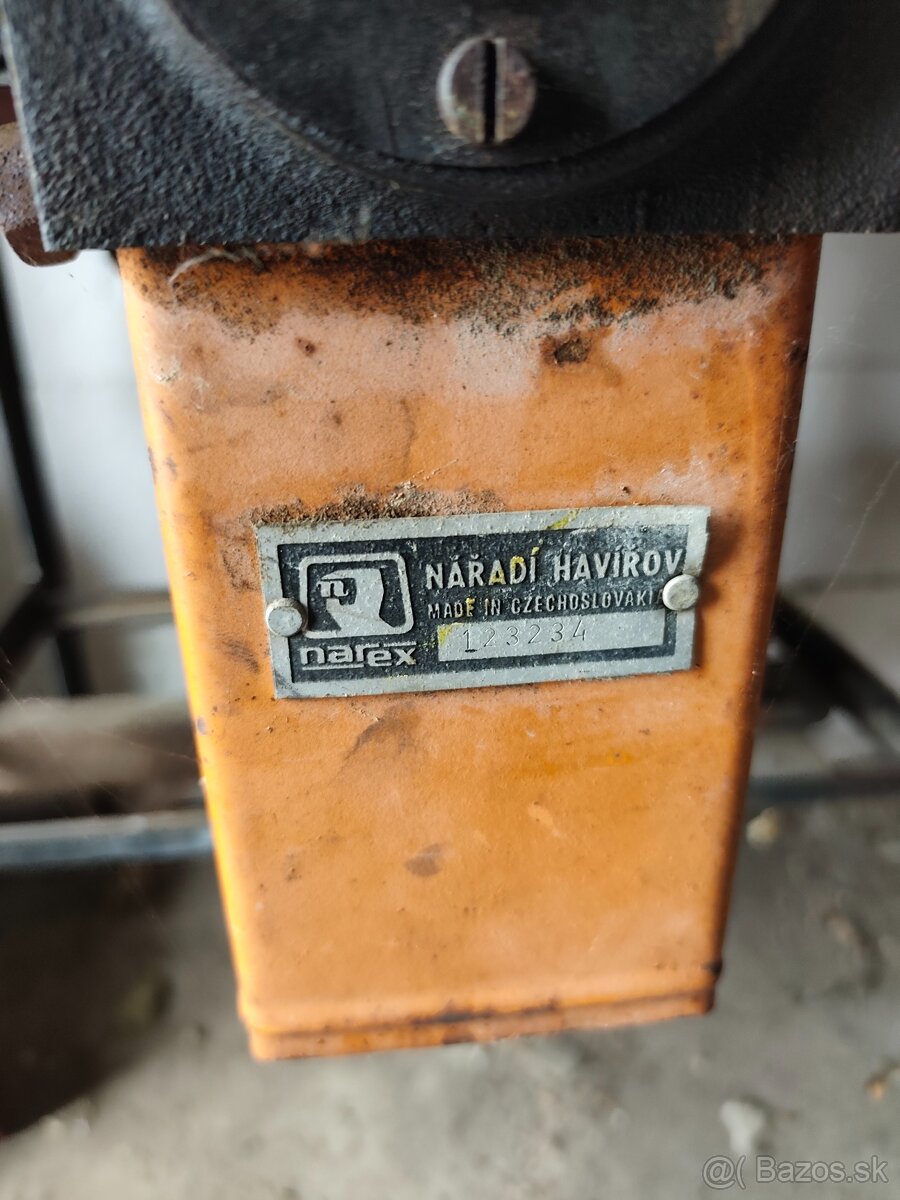 n
NÁŘADÍ HAVÍŘOV
MADE IN CZECHOSLOVAKIA
123234
narex
@( Bazos.sk